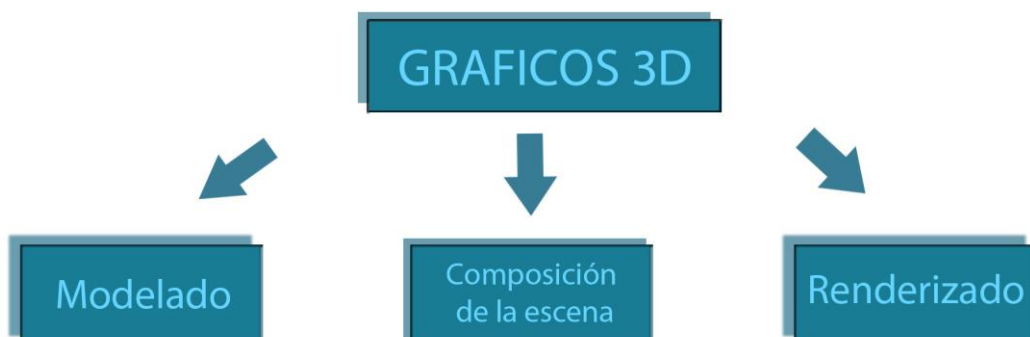 GRAFICOS 3D
Modelado
Composición
de la escena
Renderizado